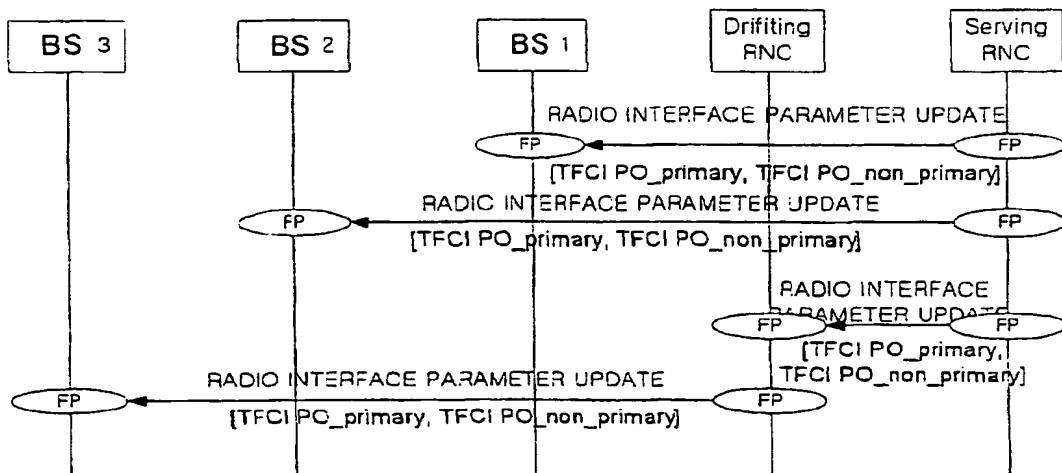 BS 3
BS 2
BS 1
Drifiting
RNC
Serving
RNC
RADIO INTERFACE PARAMETER UPDATE
FP
FP
[TFCI PO_primary, TFCI PO_non_primary]
RADIC INTERFACE PARAMETER UPDATE
FP
FP
[TFCI PO_primary, TFCI PO_non_primary]
RADIO INTERFACE
PARAMETER UPDATE
FP
FP
[TFCI PO_primary,
TFCI PO_non_primary]
RADIO INTERFACE PARAMETER UPDATE
FP
FP
[TFCI PO_primary, TFCI PO_non_primary]